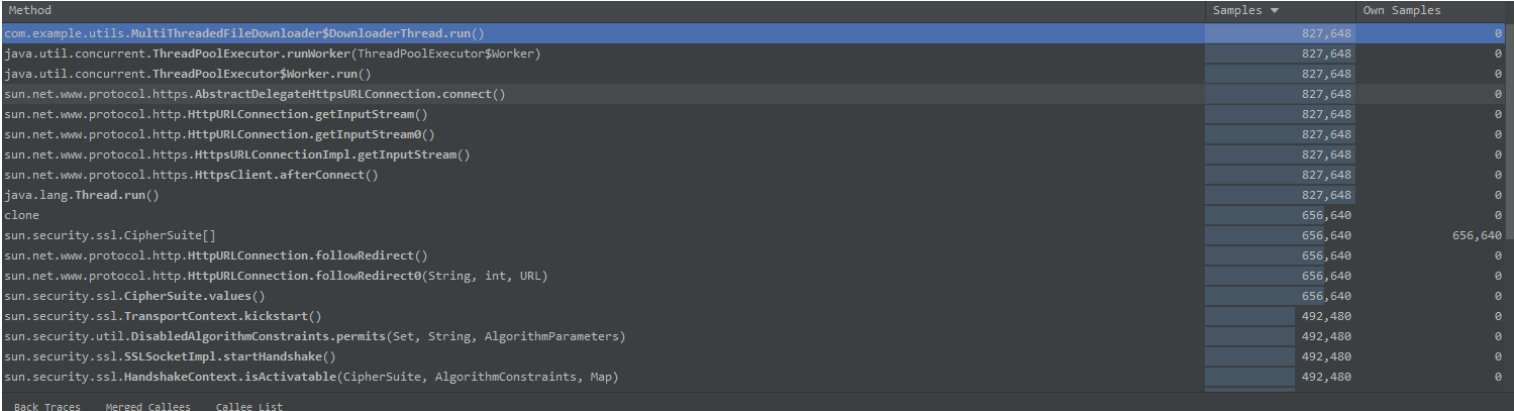 Method Samples Own Samples
com.example.utils.MultiThreadedFileDownloader$DownloaderThread.run() 827,648 0
java.util.concurrent.ThreadPoolExecutor.runWorker(ThreadPoolExecutor$Worker) 827,648 0
java.util.concurrent.ThreadPoolExecutor$Worker.run() 827,648 0
sun.net.www.protocol.https.AbstractDelegateHttpsURLConnection.connect() 827,648 0
sun.net.www.protocol.http.HttpURLConnection.getInputStream() 827,648 0
sun.net.www.protocol.http.HttpURLConnection.getInputStream0() 827,648 0
sun.net.www.protocol.https.HttpsURLConnectionImpl.getInputStream() 827,648 0
sun.net.www.protocol.https.HttpsClient.afterConnect() 827,648 0
java.lang.Thread.run() 827,648 0
clone 656,640 0
sun.security.ssl.CipherSuite[] 656,640 656,640
sun.net.www.protocol.http.HttpURLConnection.followRedirect() 656,640 0
sun.net.www.protocol.http.HttpURLConnection.followRedirect0(String, int, URL) 656,640 0
sun.security.ssl.CipherSuite.values() 656,640 0
sun.security.ssl.TransportContext.kickstart() 492,480 0
sun.security.util.DisabledAlgorithmConstraints.permits(Set, String, AlgorithmParameters) 492,480 0
sun.security.ssl.SSLSocketImpl.startHandshake() 492,480 0
sun.security.ssl.HandshakeContext.isActivatable(CipherSuite, AlgorithmConstraints, Map) 492,480 0
Back Traces Merged Callees Callee List